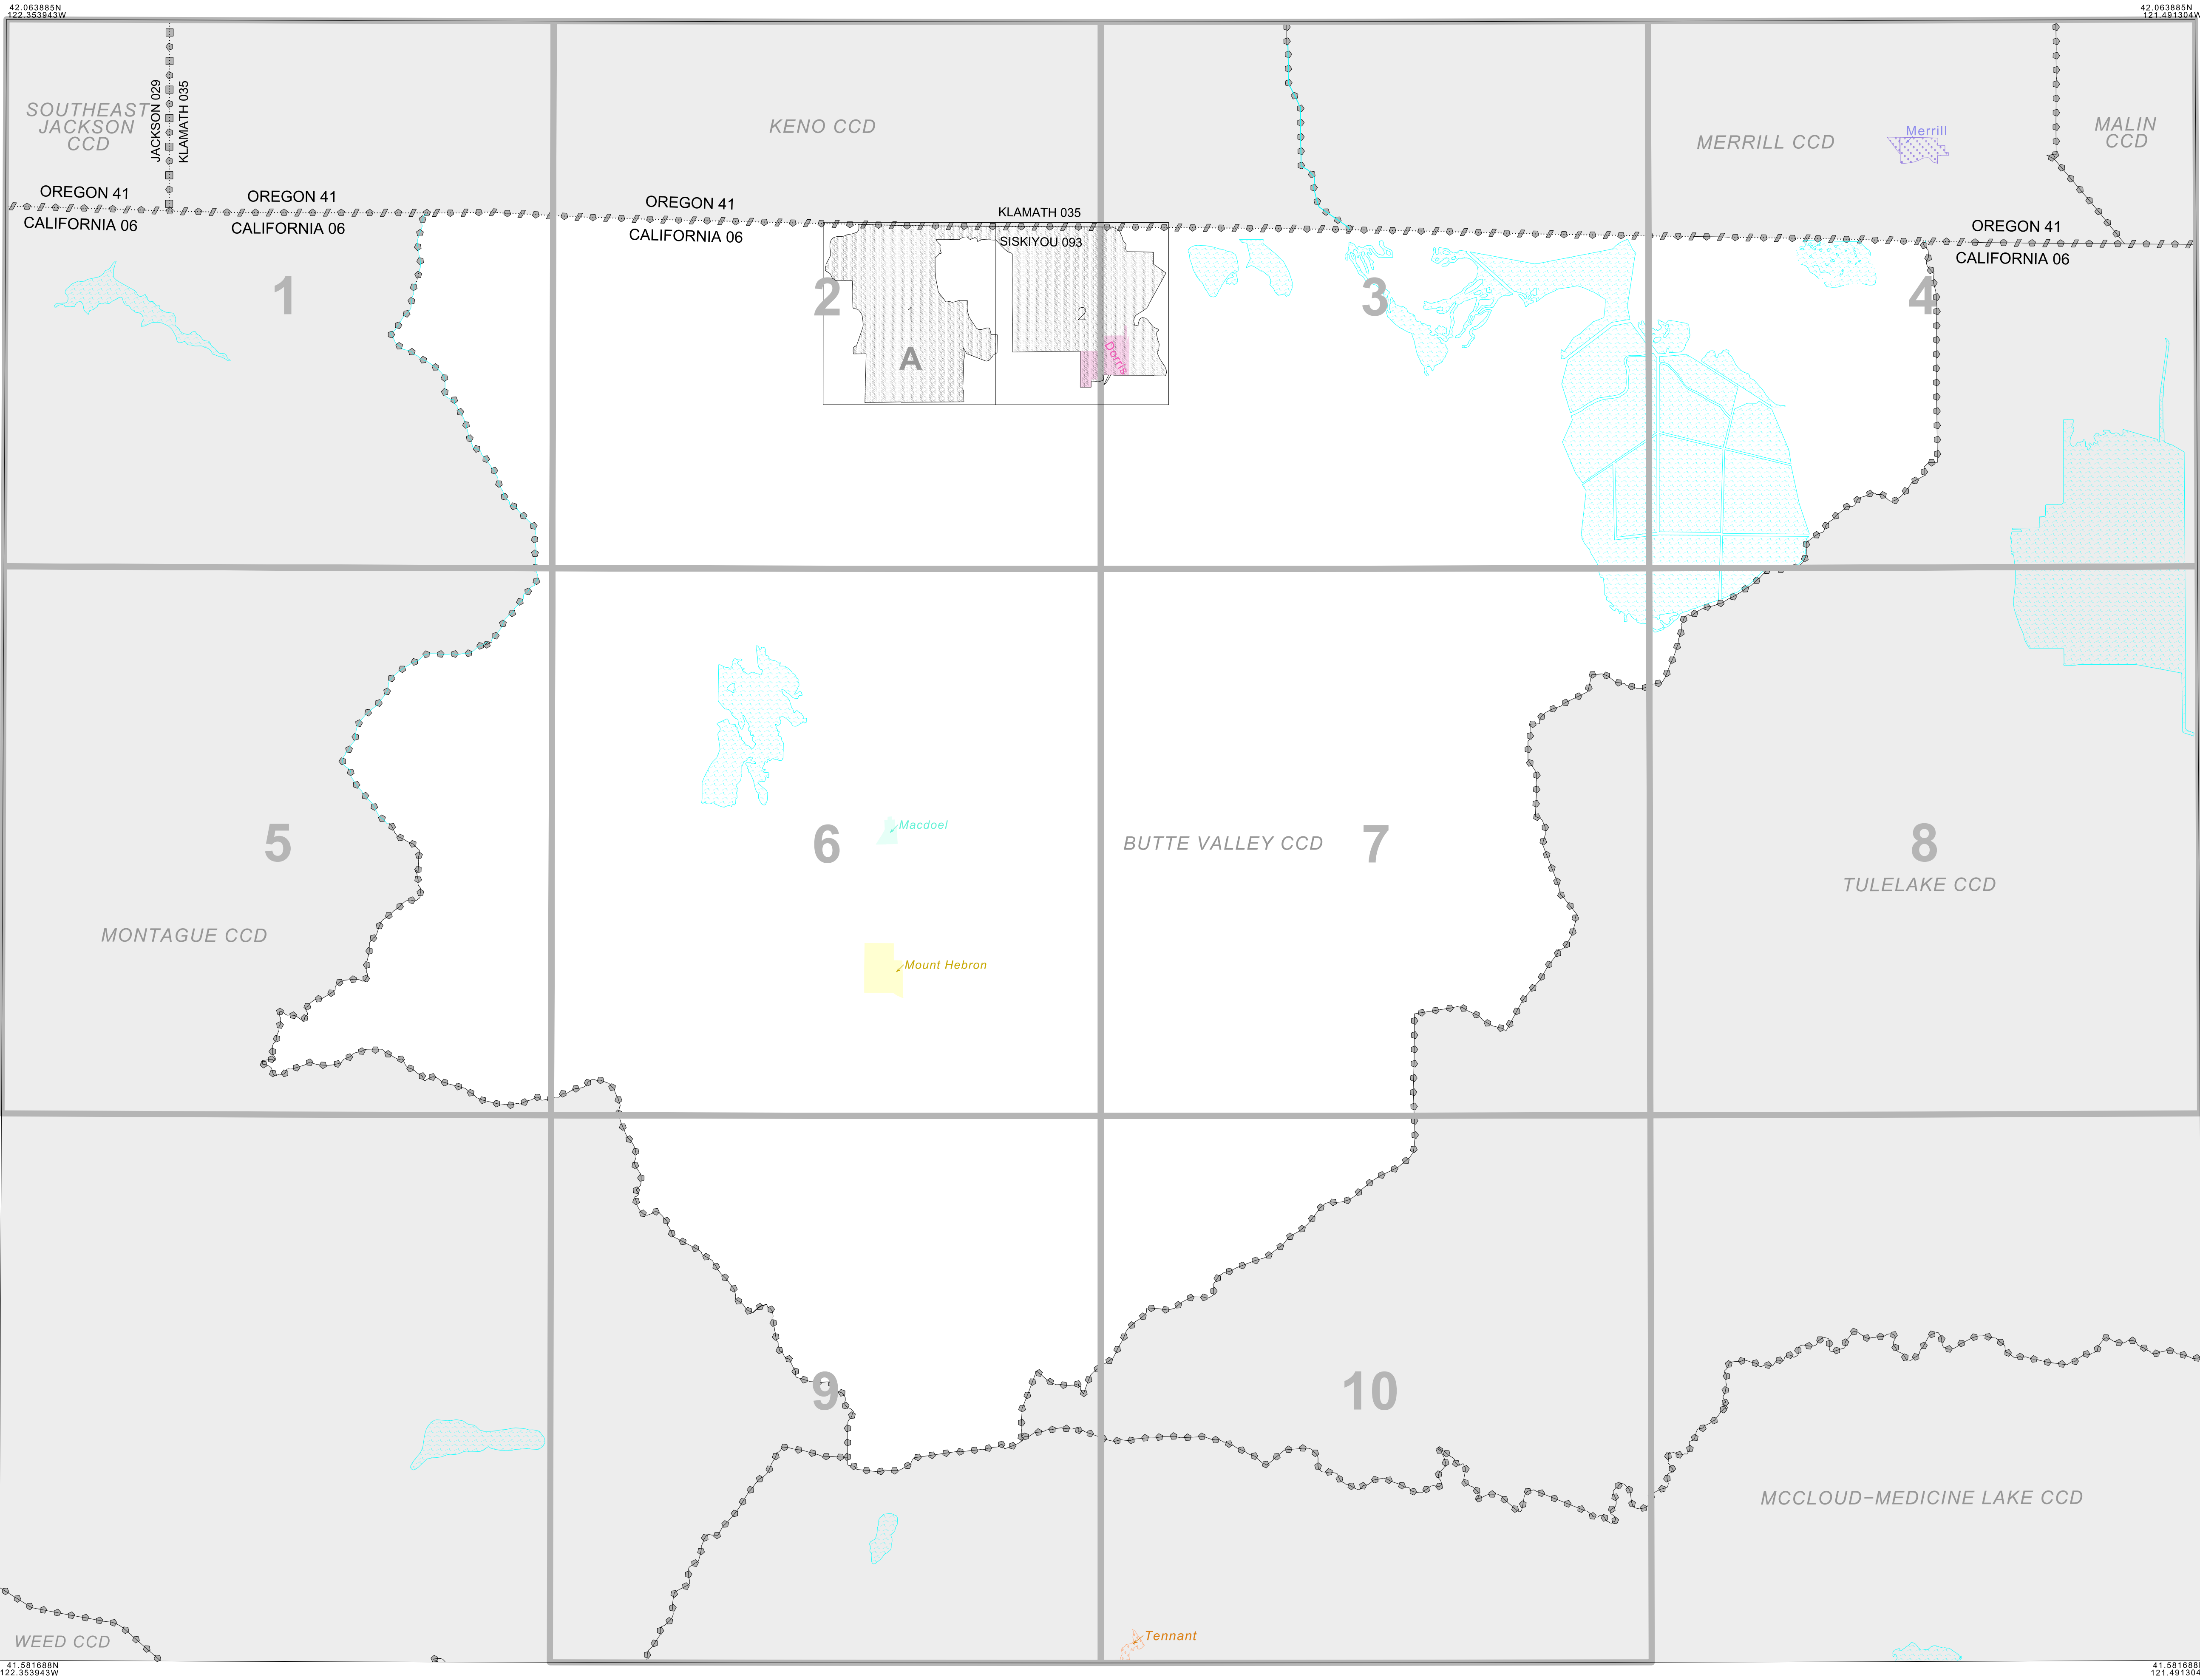 42.063885N
122.353943W
42.063885N
121.491304W
JACKSON 029
KLAMATH 035
SOUTHEAST
JACKSON
CCD
KENO CCD
MERRILL CCD
Merrill
MALIN
CCD
OREGON 41
CALIFORNIA 06
OREGON 41
CALIFORNIA 06
OREGON 41
CALIFORNIA 06
KLAMATH 035
SISKIYOU 093
OREGON 41
CALIFORNIA 06
1
2
3
4
1
2
A
Dorris
5
6
7
8
Macdoel
BUTTE VALLEY CCD
TULELAKE CCD
MONTAGUE CCD
Mount Hebron
9
10
MCCLOUD-MEDICINE LAKE CCD
WEED CCD
Tennant
41.581688N
122.353943W
41.581688N
121.491304W